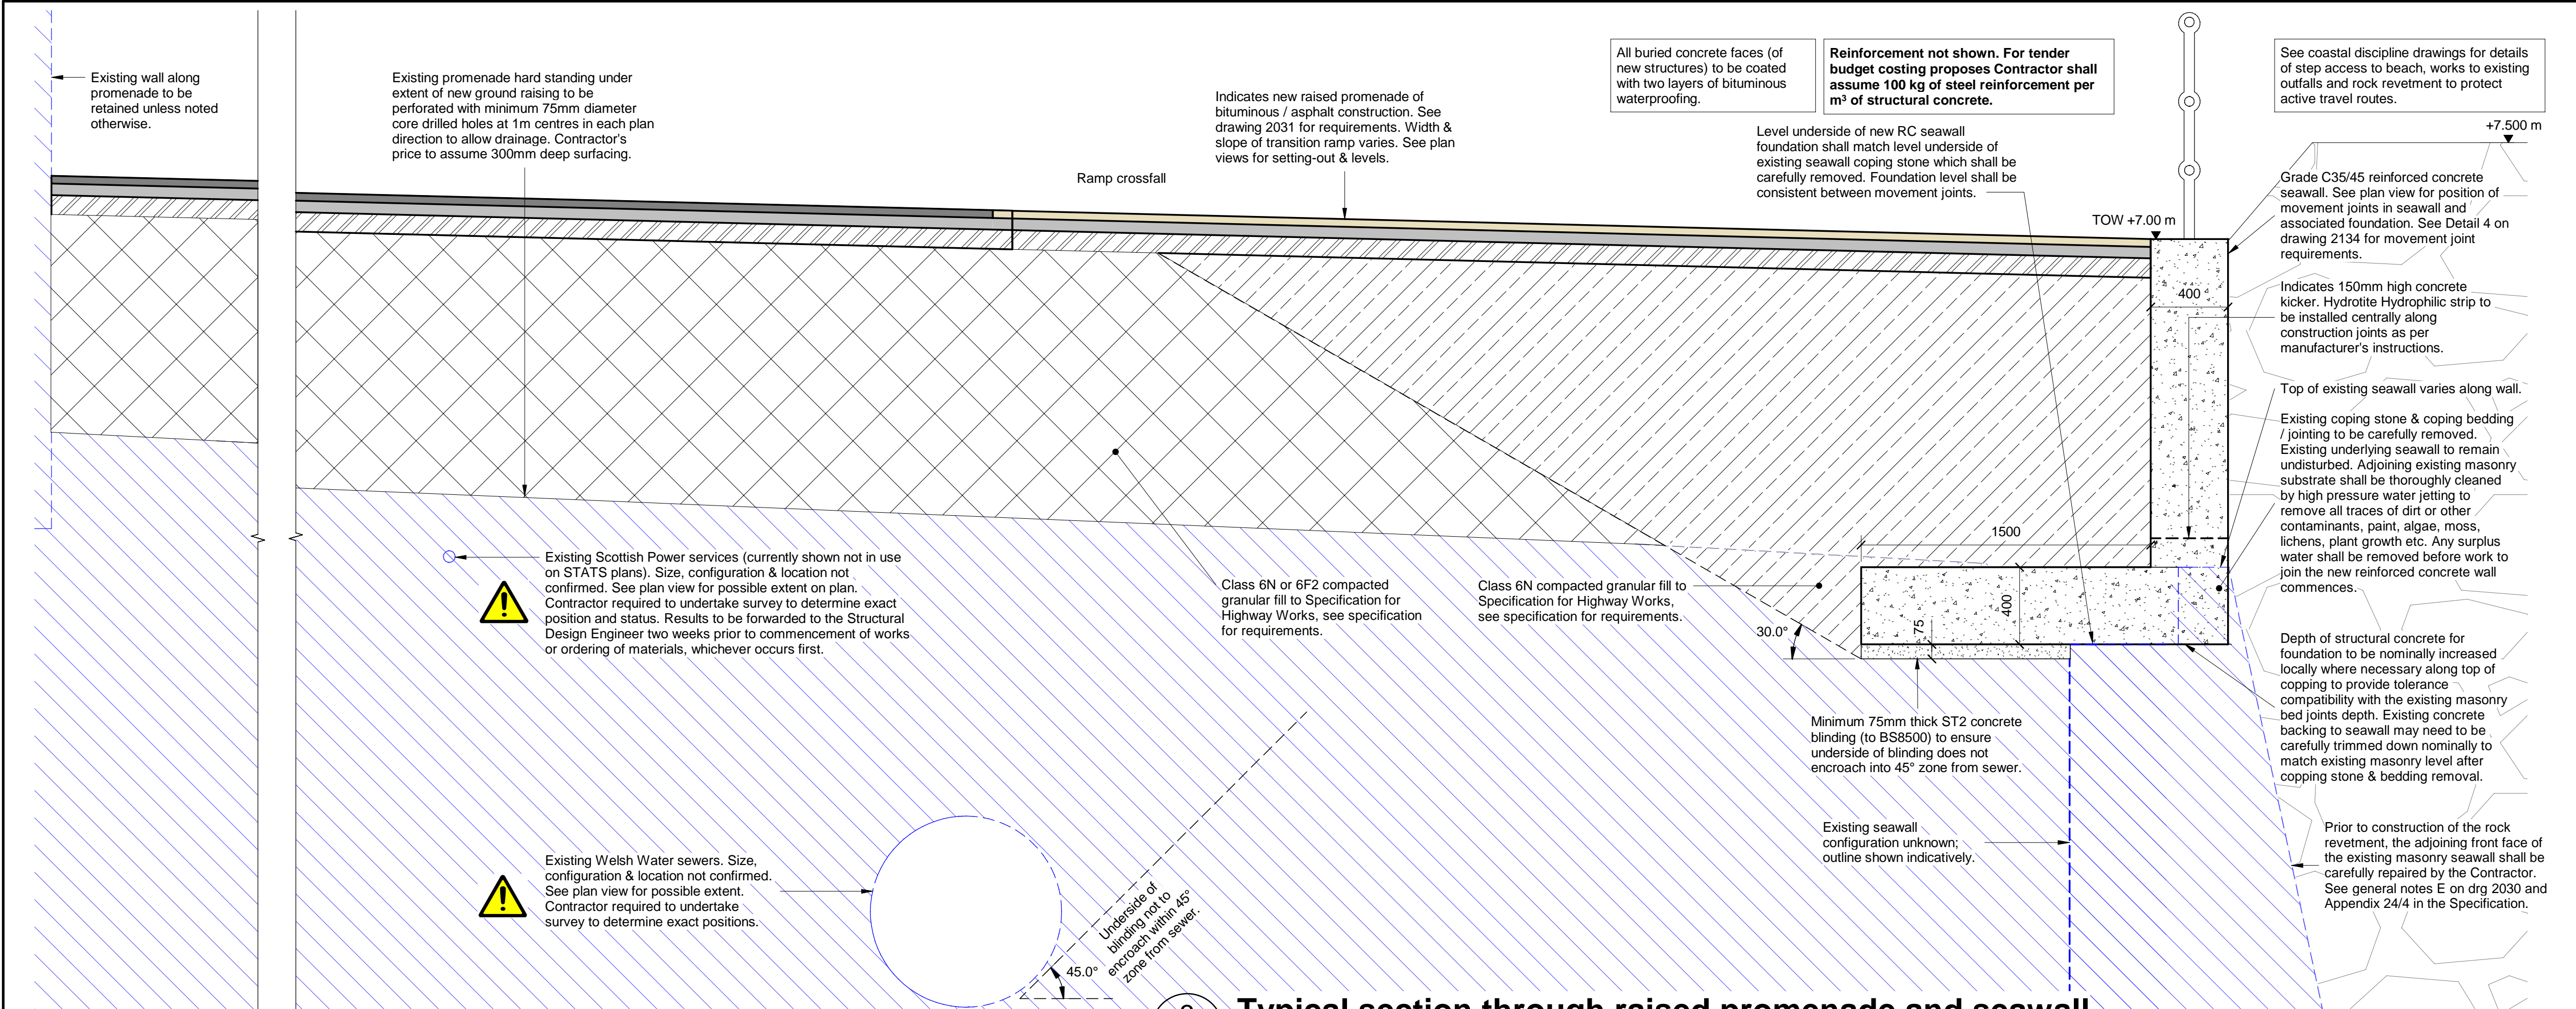 Existing wall along
promenade to be
retained unless noted
otherwise.
Existing promenade hard standing under
extent of new ground raising to be
perforated with minimum 75mm diameter
core drilled holes at 1m centres in each plan
direction to allow drainage. Contractor's
price to assume 300mm deep surfacing.
Ramp crossfall
Indicates new raised promenade of
bituminous / asphalt construction. See
drawing 2031 for requirements. Width &
slope of transition ramp varies. See plan
views for setting-out & levels.
All buried concrete faces (of
new structures) to be coated
with two layers of bituminous
waterproofing.
Reinforcement not shown. For tender
budget costing proposes Contractor shall
assume 100 kg of steel reinforcement per
m³ of structural concrete.
Level underside of new RC seawall
foundation shall match level underside of
existing seawall coping stone which shall be
carefully removed. Foundation level shall be
consistent between movement joints.
See coastal discipline drawings for details
of step access to beach, works to existing
outfalls and rock revetment to protect
active travel routes.
+7.500 m
TOW +7.00 m
Grade C35/45 reinforced concrete
seawall. See plan view for position of
movement joints in seawall and
associated foundation. See Detail 4 on
drawing 2134 for movement joint
requirements.
400
Indicates 150mm high concrete
kicker. Hydrotite Hydrophilic strip to
be installed centrally along
construction joints as per
manufacturer's instructions.
Top of existing seawall varies along wall.
Existing coping stone & coping bedding
/ jointing to be carefully removed.
Existing underlying seawall to remain
undisturbed. Adjoining existing masonry
substrate shall be thoroughly cleaned
by high pressure water jetting to
remove all traces of dirt or other
contaminants, paint, algae, moss,
lichens, plant growth etc. Any surplus
water shall be removed before work to
join the new reinforced concrete wall
commences.
1500
400
75
30.0°
Existing Scottish Power services (currently shown not in use
on STATS plans). Size, configuration & location not
confirmed. See plan view for possible extent on plan.
Contractor required to undertake survey to determine exact
position and status. Results to be forwarded to the Structural
Design Engineer two weeks prior to commencement of works
or ordering of materials, whichever occurs first.
Class 6N or 6F2 compacted
granular fill to Specification for
Highway Works, see specification
for requirements.
Class 6N compacted granular fill to
Specification for Highway Works,
see specification for requirements.
Depth of structural concrete for
foundation to be nominally increased
locally where necessary along top of
copping to provide tolerance
compatibility with the existing masonry
bed joints depth. Existing concrete
backing to seawall may need to be
carefully trimmed down nominally to
match existing masonry level after
copping stone & bedding removal.
Minimum 75mm thick ST2 concrete
blinding (to BS8500) to ensure
underside of blinding does not
encroach into 45° zone from sewer.
Existing seawall
configuration unknown;
outline shown indicatively.
Prior to construction of the rock
revetment, the adjoining front face of
the existing masonry seawall shall be
carefully repaired by the Contractor.
See general notes E on drg 2030 and
Appendix 24/4 in the Specification.
Existing Welsh Water sewers. Size,
configuration & location not confirmed.
See plan view for possible extent.
Contractor required to undertake
survey to determine exact positions.
Underside of
blinding not to
encroach within 45°
zone from sewer.
45.0°
Typical section through raised promenade and seawall